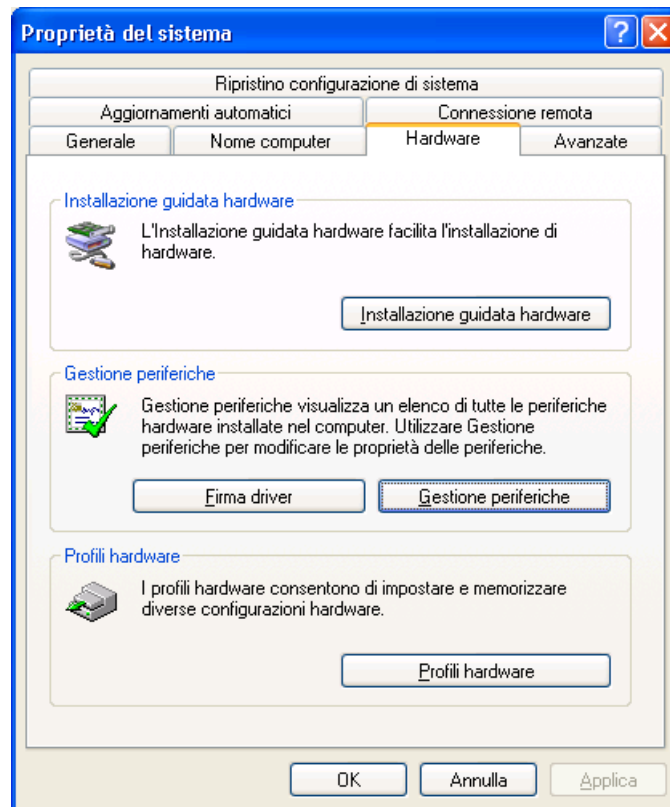 Proprietà del sistema
Ripristino configurazione di sistema
Aggiornamenti automatici Connessione remota
Generale Nome computer Hardware Avanzate
Installazione guidata hardware
L'Installazione guidata hardware facilita l'installazione di
hardware.
Installazione guidata hardware
Gestione periferiche
Gestione periferiche visualizza un elenco di tutte le periferiche
hardware installate nel computer. Utilizzare Gestione
periferiche per modificare le proprietà delle periferiche.
Firma driver Gestione periferiche
Profili hardware
I profili hardware consentono di impostare e memorizzare
diverse configurazioni hardware.
Profili hardware
OK Annulla Applica